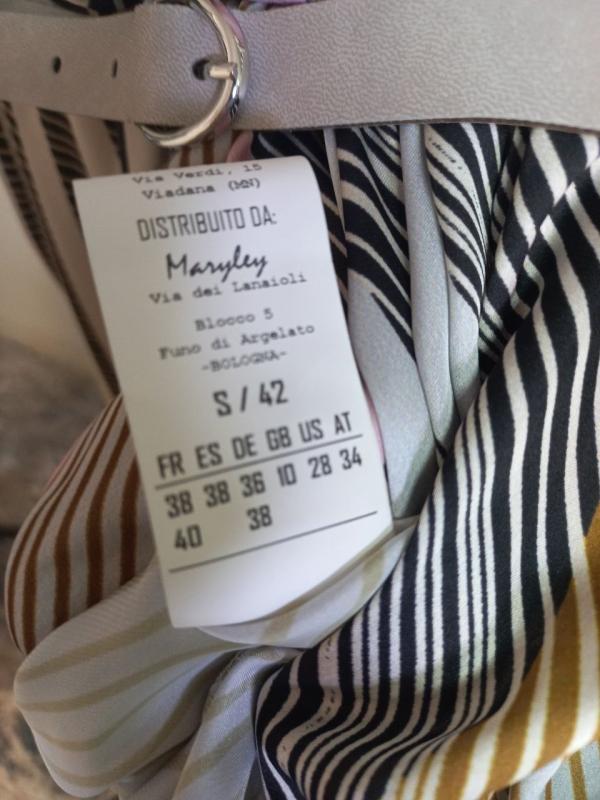 Via Verdi, 15
Viadana (MN)
DISTRIBUITO DA:
Maryley
Via dei Lanaioli
Blocco 5
Funo di Argelato
-BOLOGNA-
S / 42
FR ES DE GB US AT
38 38 36 10 28 34
40 38